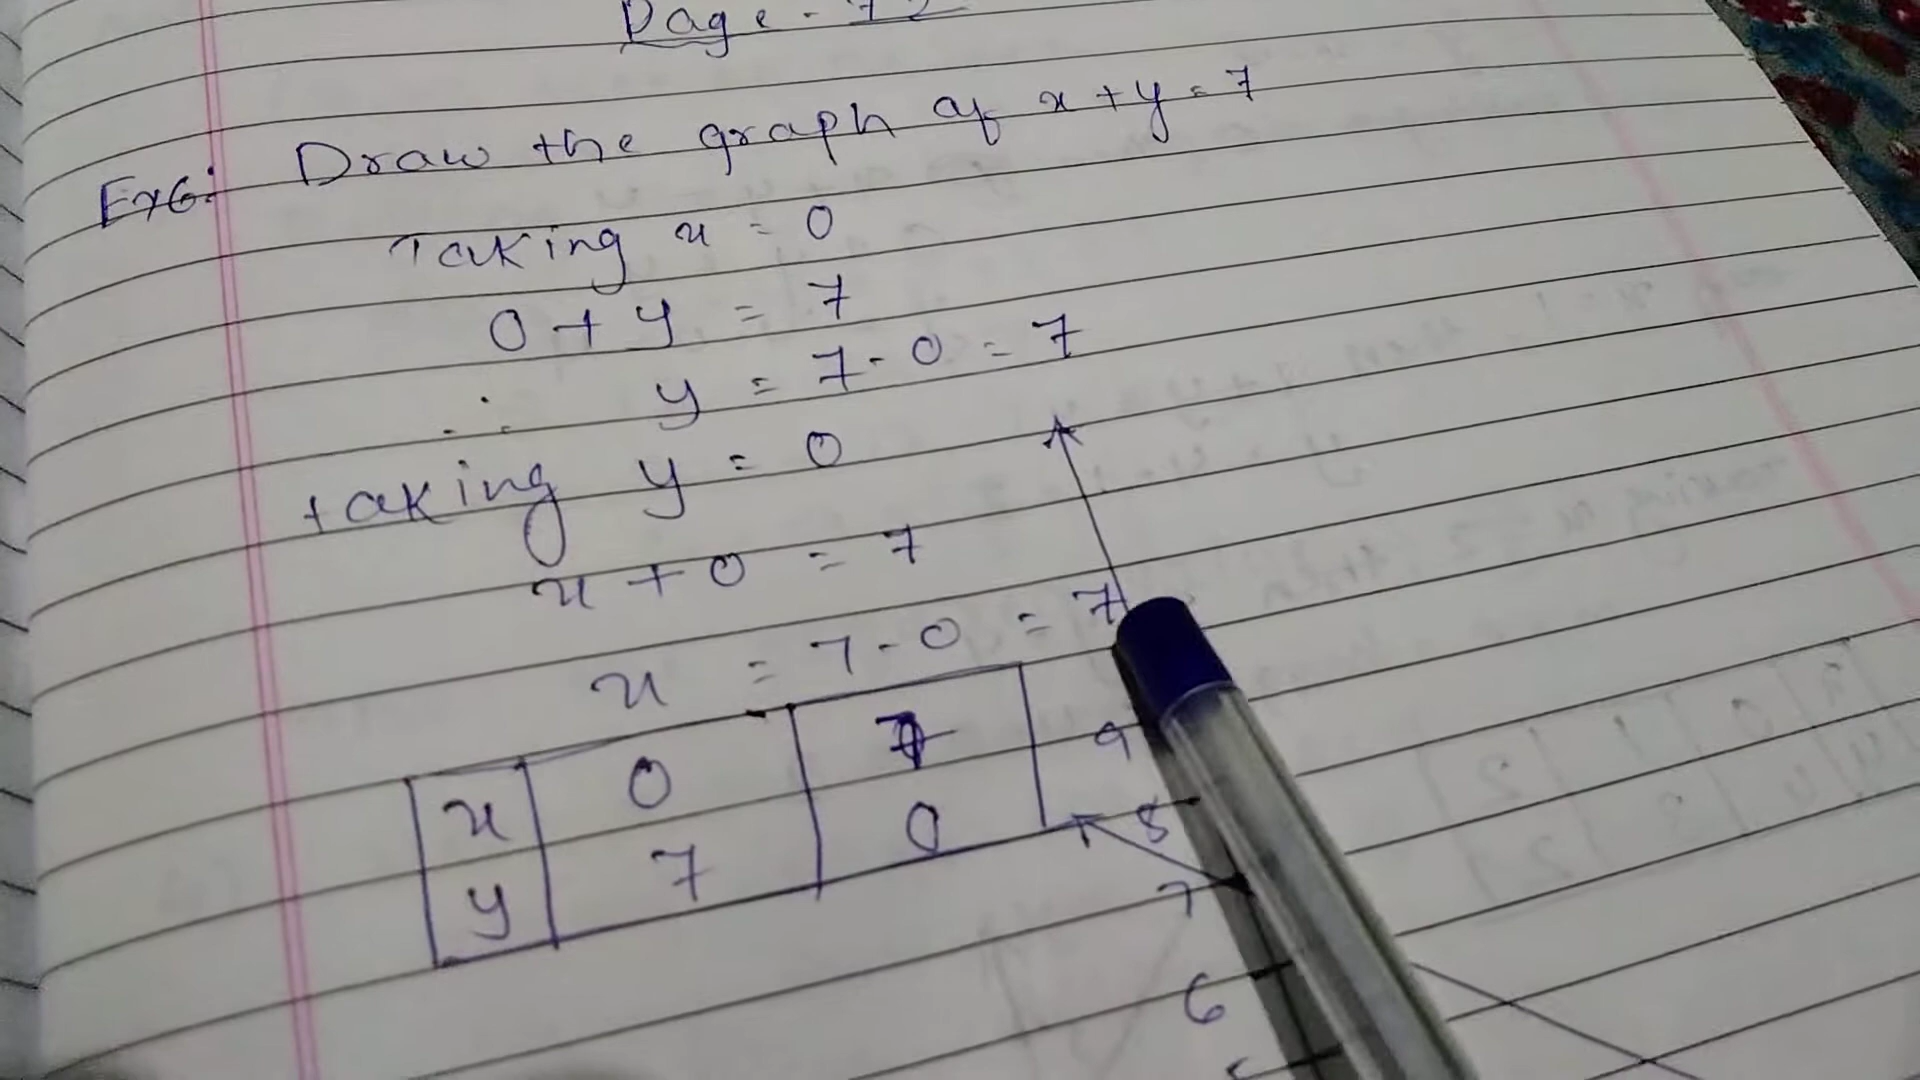 Page - 72
Ex6: Draw the graph of x + y = 7
Taking x = 0
0 + y = 7
∴ y = 7 - 0 = 7
taking y = 0
x + 0 = 7
x = 7 - 0 = 7
x 0 7
y 7 0
9
8
7
6